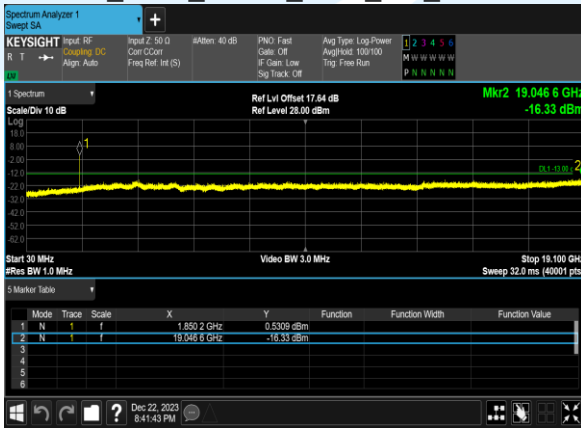 Spectrum Analyzer 1
Swept SA
+
KEYSIGHT Input: RF Input Z: 50 Ω #Atten: 40 dB PNO: Fast Avg Type: Log-Power 1 2 3 4 5 6
R T Coupling: DC Corr CCorr Gate: Off Avg|Hold: 100/100 M W W W W W
Align: Auto Freq Ref: Int (S) IF Gain: Low Trig: Free Run P N N N N N
Sig Track: Off
1 Spectrum Ref Lvl Offset 17.64 dB Mkr2 19.046 6 GHz
Scale/Div 10 dB Ref Level 28.00 dBm -16.33 dBm
Log
18.0
8.00 1
-2.00
-12.0 DL1 -13.00 2
-22.0
-32.0
-42.0
-52.0
-62.0
Start 30 MHz Video BW 3.0 MHz Stop 19.100 GHz
#Res BW 1.0 MHz Sweep 32.0 ms (40001 pts)
5 Marker Table
Mode Trace Scale X Y Function Function Width Function Value
1 N 1 f 1.850 2 GHz 0.5309 dBm
2 N 1 f 19.046 6 GHz -16.33 dBm
3
4
5
6
? Dec 22, 2023
8:41:43 PM